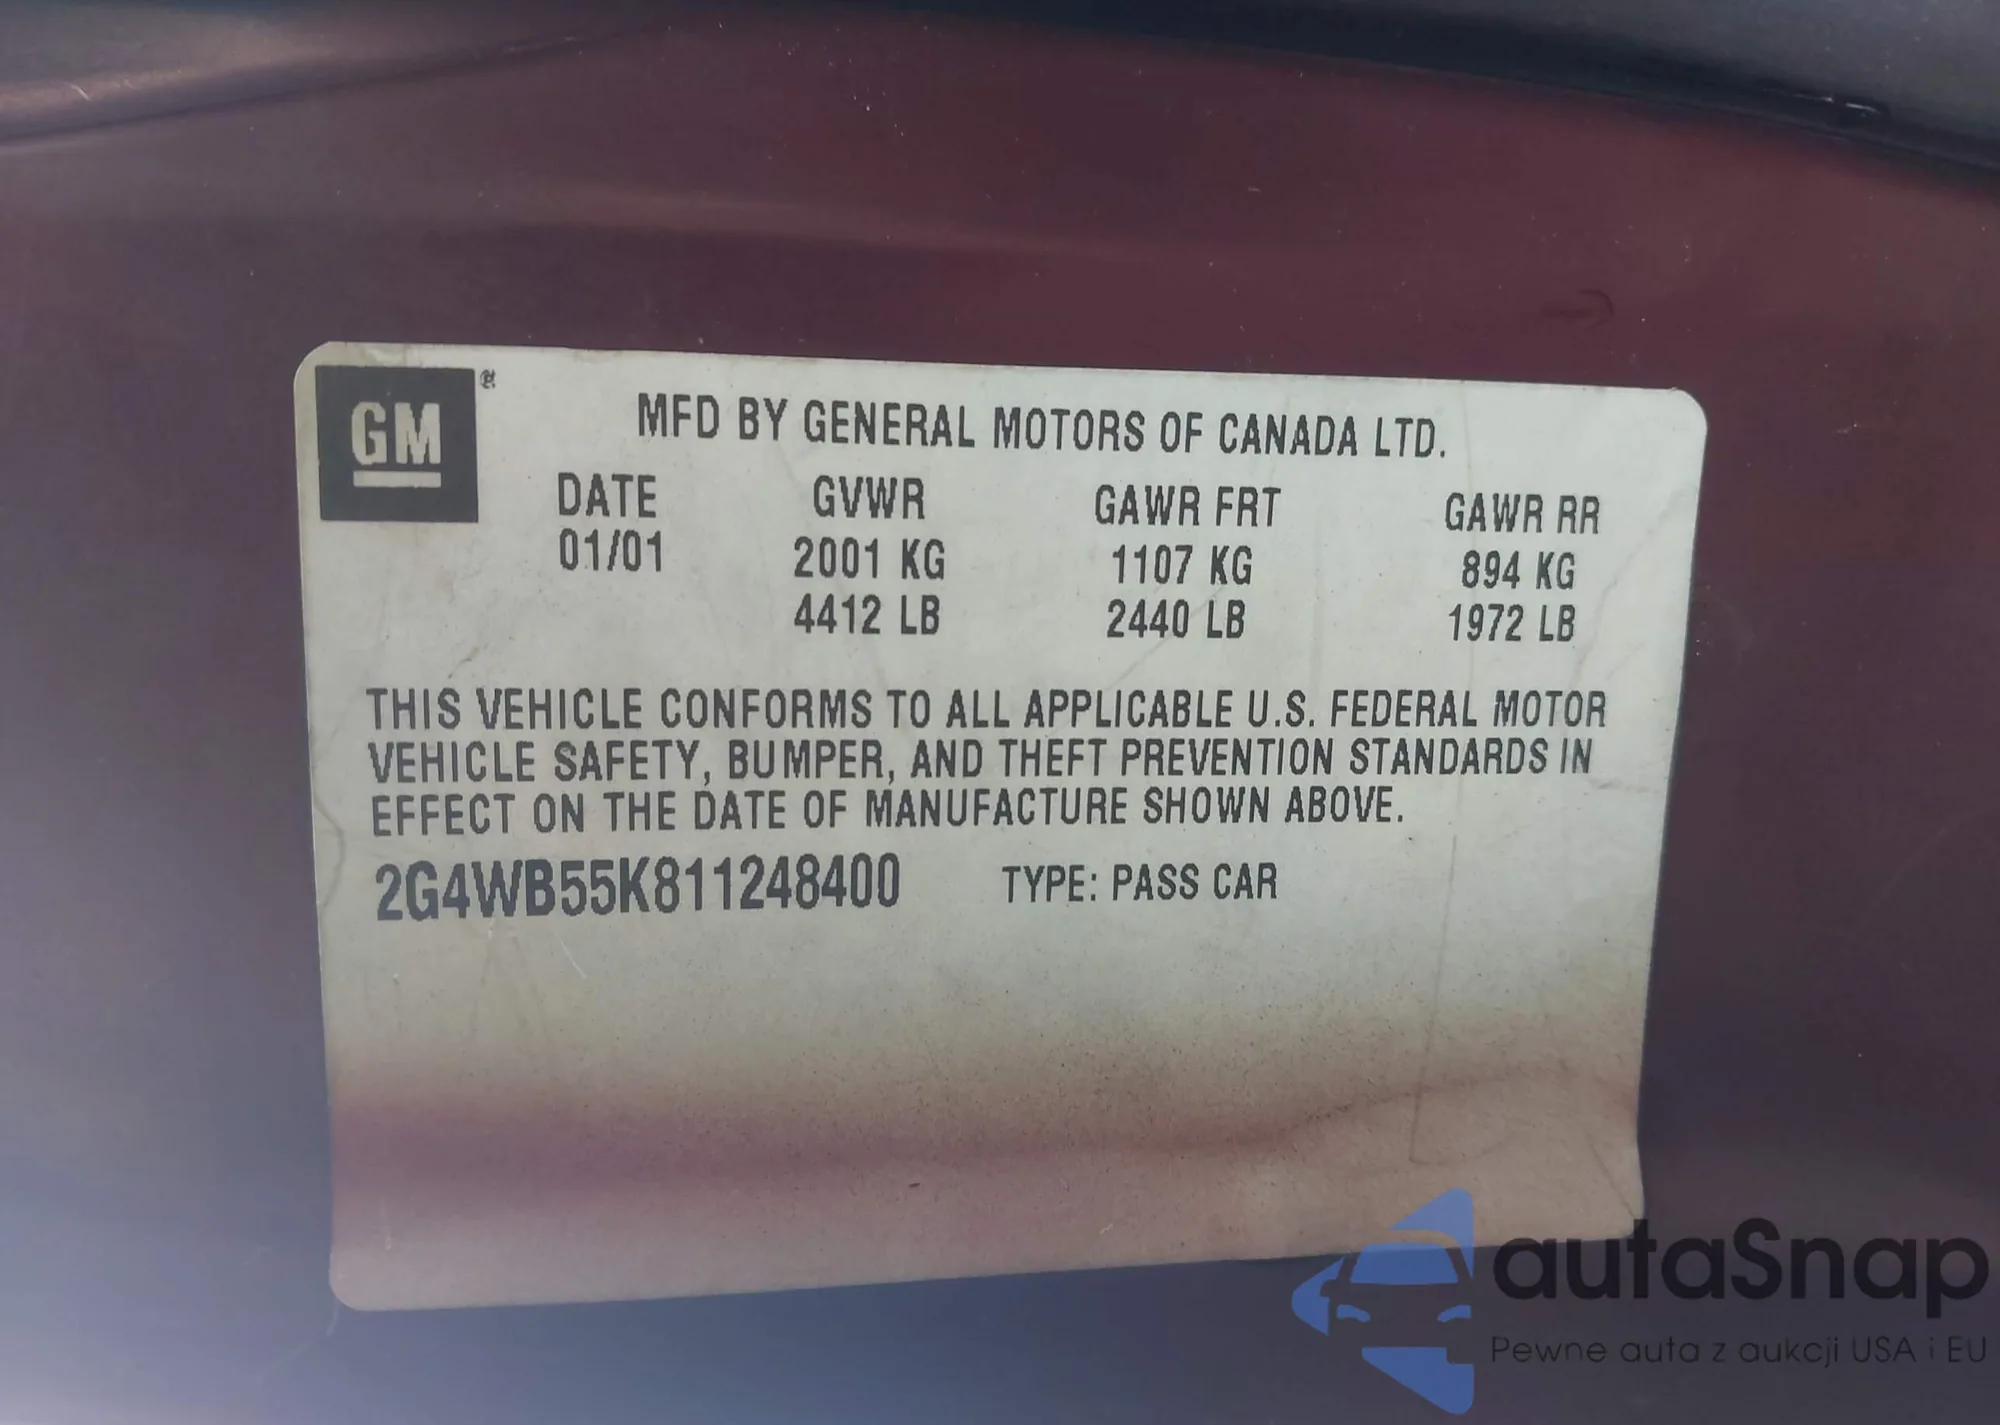 GM
MFD BY GENERAL MOTORS OF CANADA LTD.
DATE GVWR GAWR FRT GAWR RR
01/01 2001 KG 1107 KG 894 KG
4412 LB 2440 LB 1972 LB
THIS VEHICLE CONFORMS TO ALL APPLICABLE U.S. FEDERAL MOTOR
VEHICLE SAFETY, BUMPER, AND THEFT PREVENTION STANDARDS IN
EFFECT ON THE DATE OF MANUFACTURE SHOWN ABOVE.
2G4WB55K811248400 TYPE: PASS CAR
autaSnap
Pewne auta z aukcji USA i EU